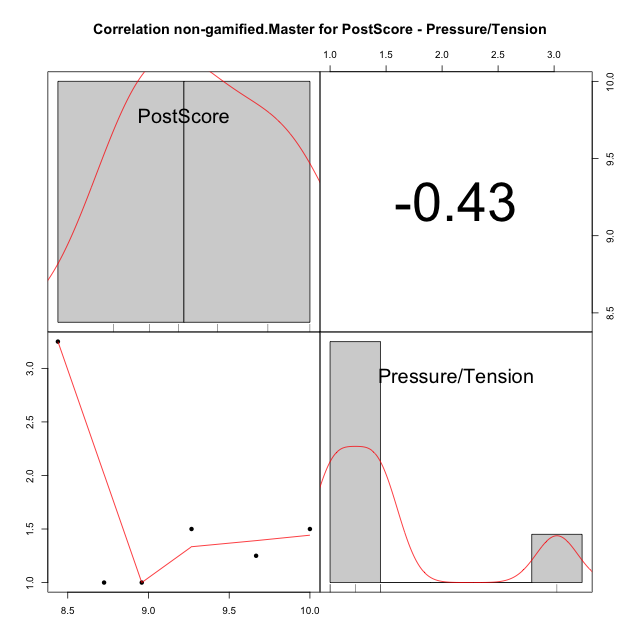 Correlation non-gamified.Master for PostScore - Pressure/Tension
1.0 1.5 2.0 2.5 3.0
PostScore
-0.43
10.0
9.5
9.0
8.5
3.0
2.5
2.0
1.5
1.0
Pressure/Tension
8.5 9.0 9.5 10.0